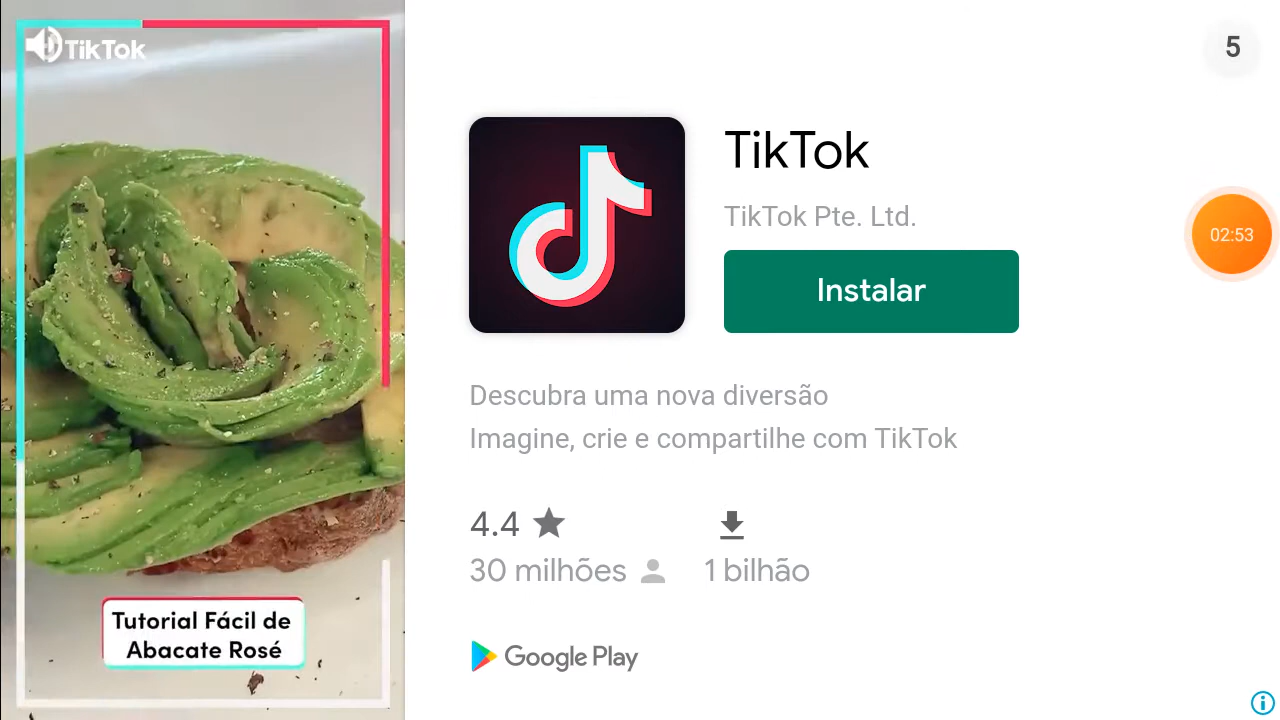 TikTok
Tutorial Fácil de
Abacate Rosé
5
TikTok
TikTok Pte. Ltd.
Instalar
02:53
Descubra uma nova diversão
Imagine, crie e compartilhe com TikTok
4.4
30 milhões
1 bilhão
Google Play